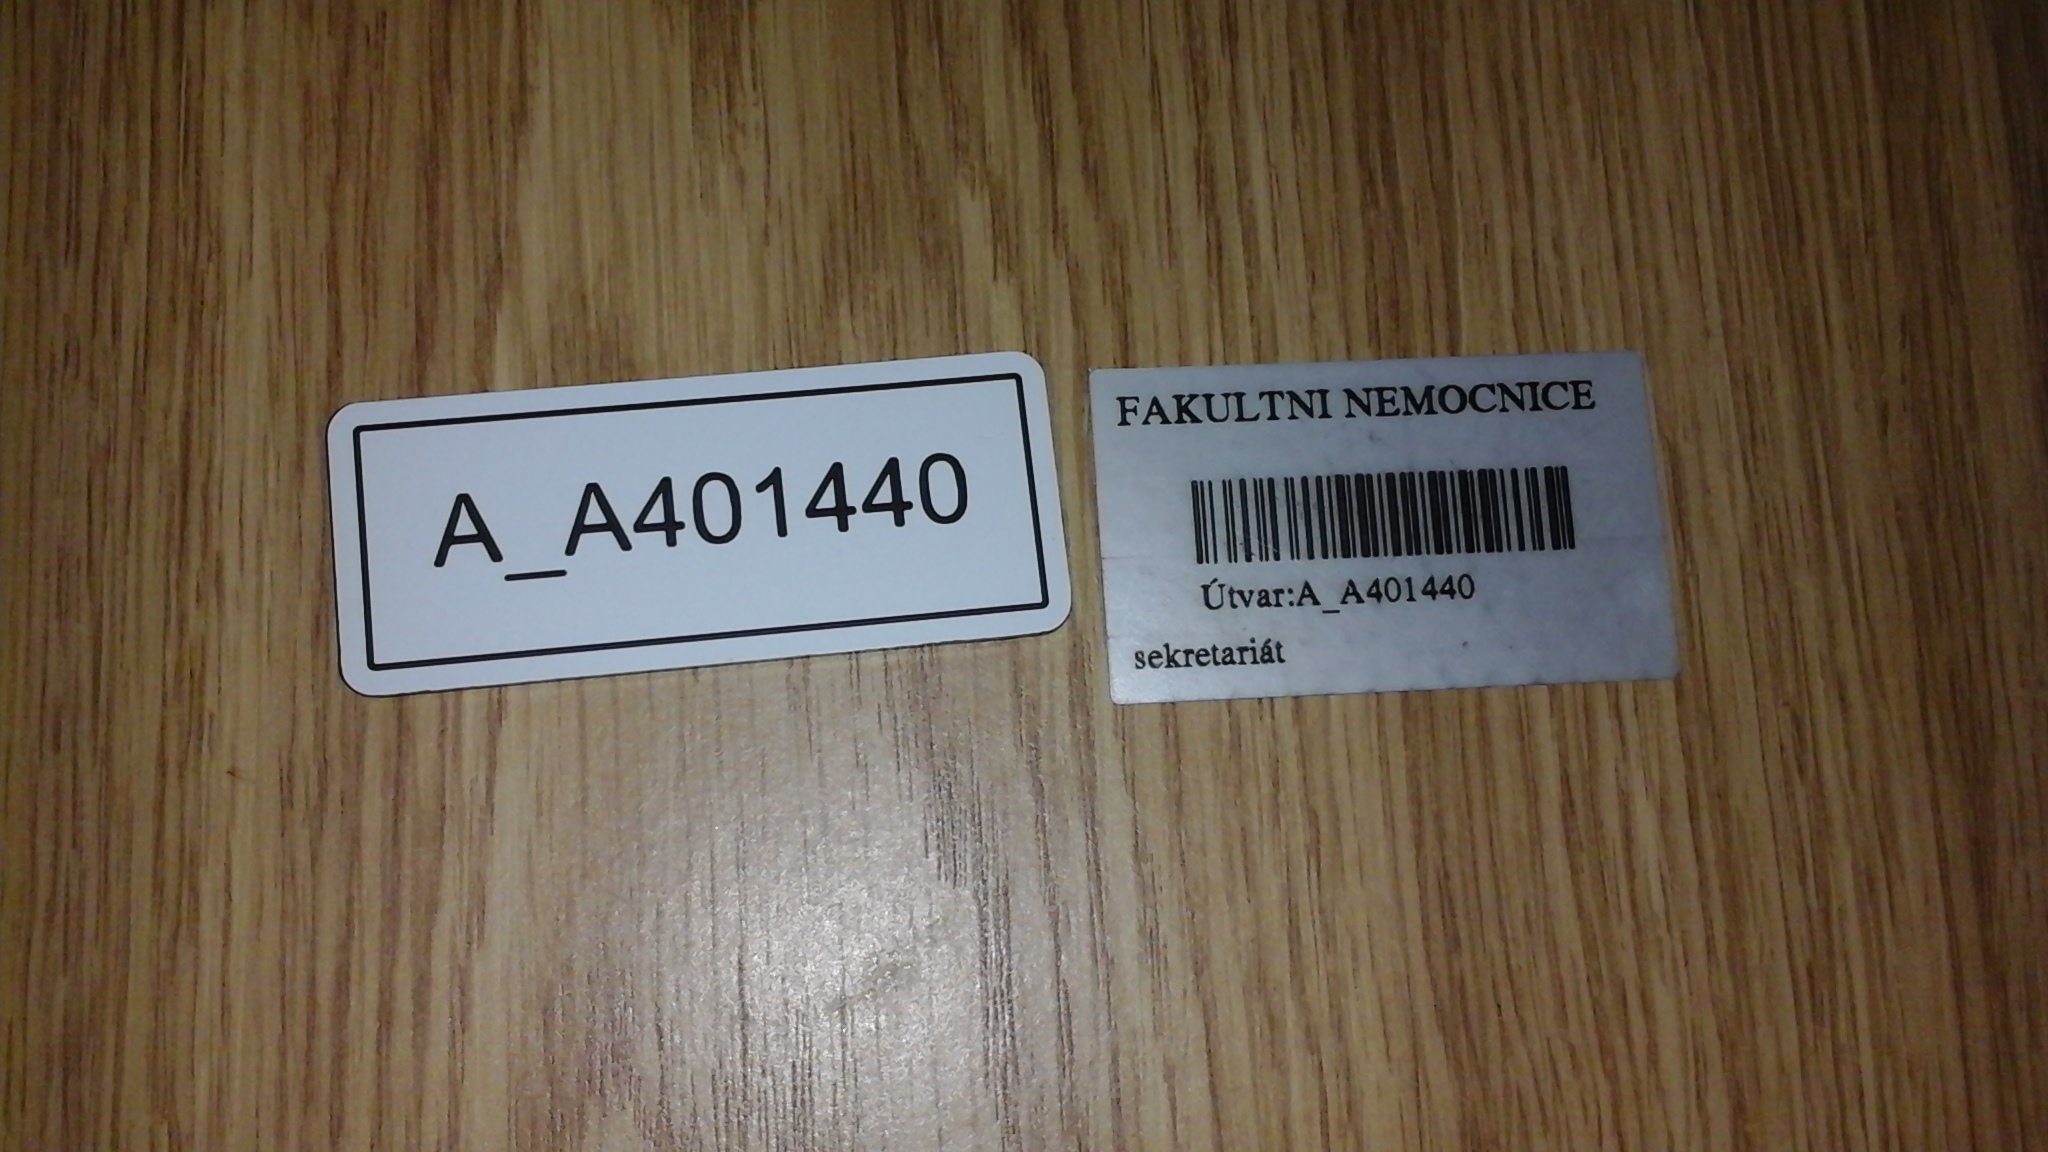 A_A401440
FAKULTNI NEMOCNICE
Útvar:A_A401440
sekretariát